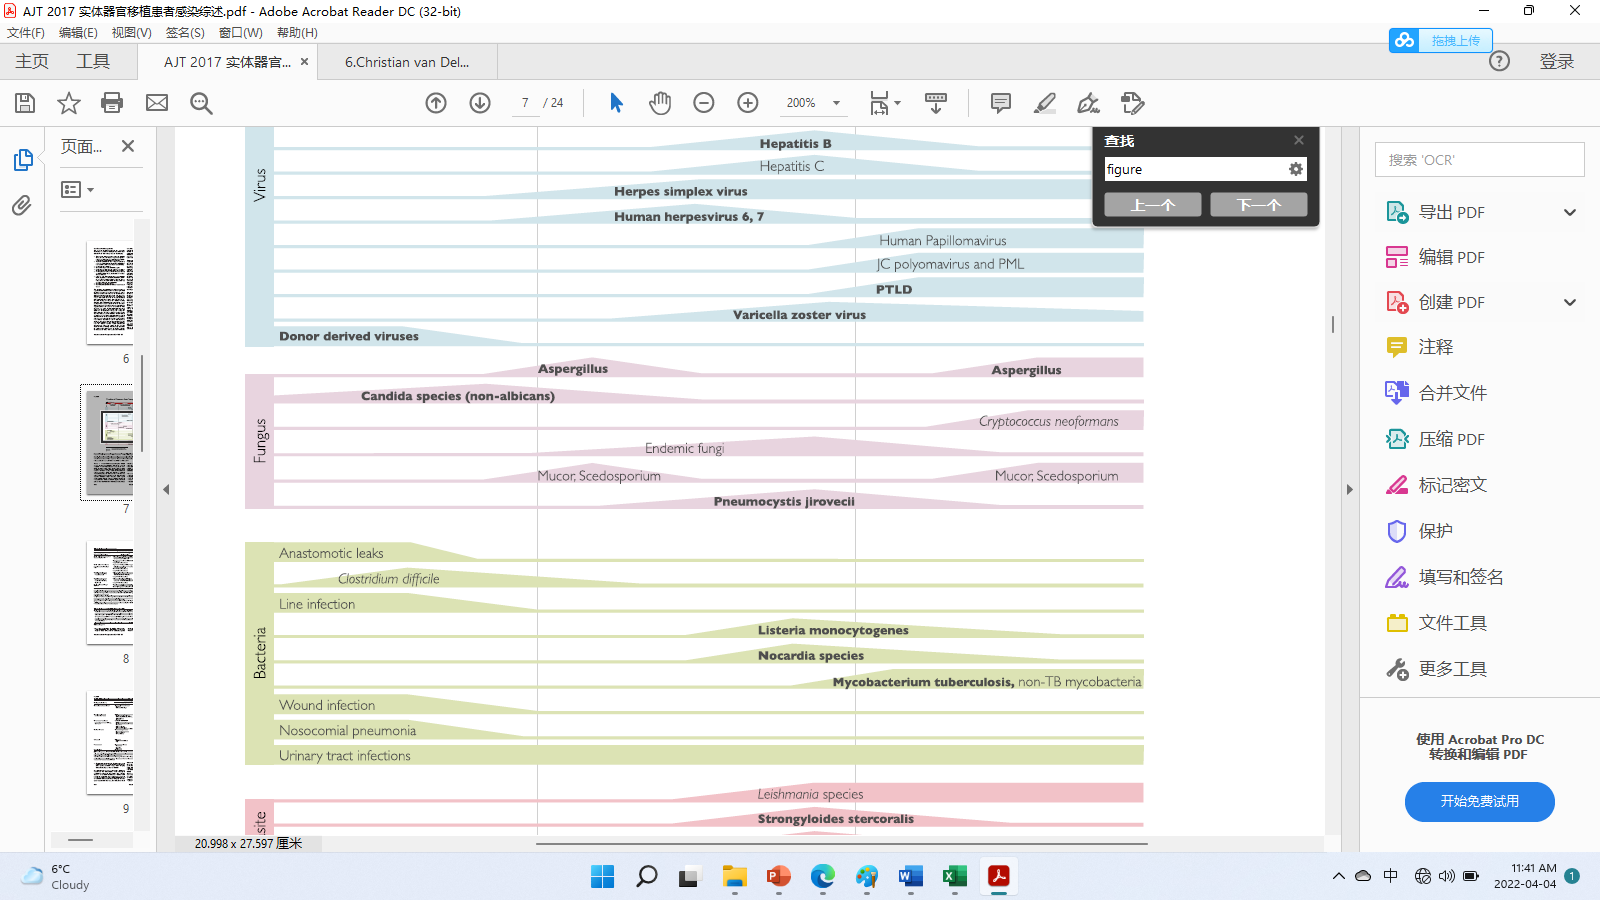 AJT 2017 实体器官移植患者感染综述.pdf - Adobe Acrobat Reader DC (32-bit)
文件(F) 编辑(E) 视图(V) 签名(S) 窗口(W) 帮助(H)
拖拽上传
主页 工具 AJT 2017 实体器官... × 6.Christian van Del... 登录
7 / 24 200%
页面...
6
7
8
9
Virus
Hepatitis B
Hepatitis C
Herpes simplex virus
Human herpesvirus 6, 7
Human Papillomavirus
JC polyomavirus and PML
PTLD
Varicella zoster virus
Donor derived viruses
Fungus
Aspergillus Aspergillus
Candida species (non-albicans)
Cryptococcus neoformans
Endemic fungi
Mucor, Scedosporium Mucor, Scedosporium
Pneumocystis jirovecii
Bacteria
Anastomotic leaks
Clostridium difficile
Line infection
Listeria monocytogenes
Nocardia species
Mycobacterium tuberculosis, non-TB mycobacteria
Wound infection
Nosocomial pneumonia
Urinary tract infections
site
Leishmania species
Strongyloides stercoralis
20.998 x 27.597 厘米
查找
figure
上一个 下一个
搜索 'OCR'
导出 PDF
编辑 PDF
创建 PDF
注释
合并文件
压缩 PDF
标记密文
保护
填写和签名
文件工具
更多工具
使用 Acrobat Pro DC
转换和编辑 PDF
开始免费试用
6°C
Cloudy
中
11:41 AM
2022-04-04
1